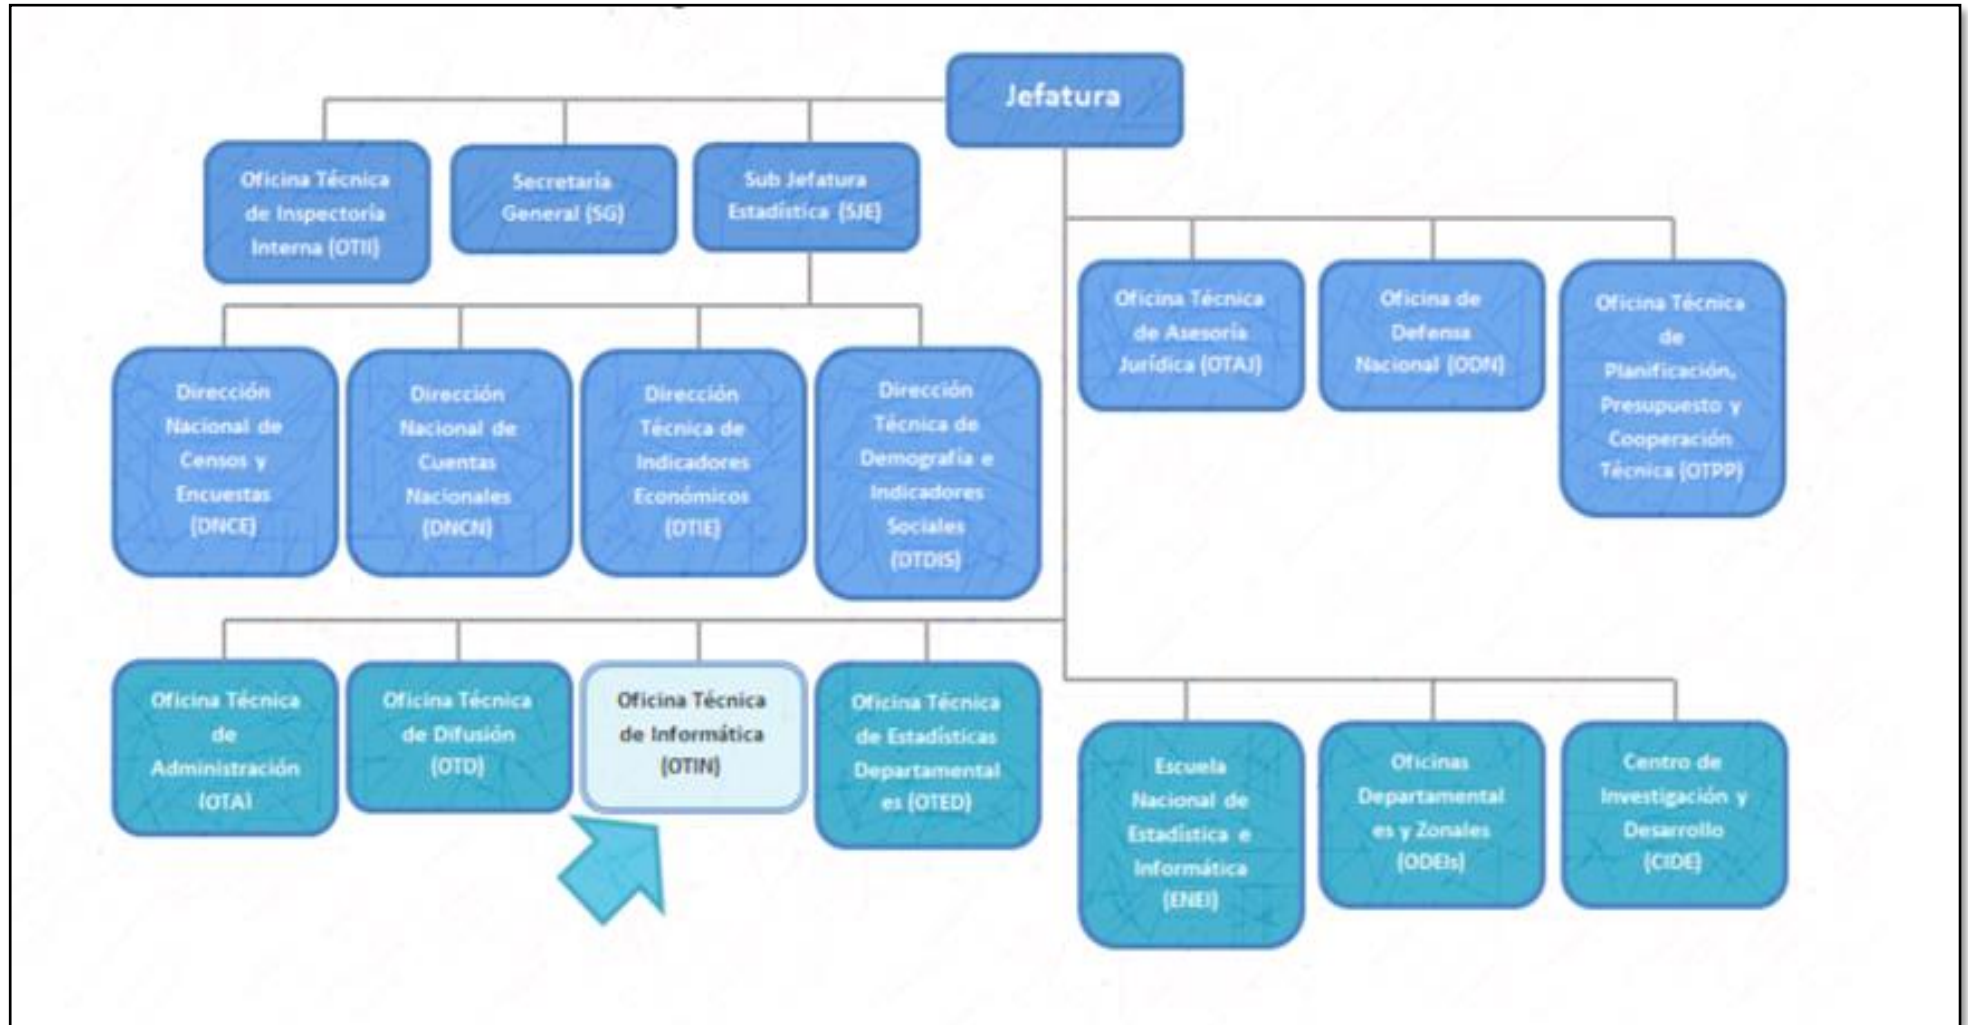 Jefatura
Oficina Técnica
de Inspectoría
Interna (OTII)
Secretaría
General (SG)
Sub Jefatura
Estadística (SJE)
Oficina Técnica
de Asesoría
Jurídica (OTAJ)
Oficina de
Defensa
Nacional (ODN)
Oficina Técnica
de
Planificación,
Presupuesto y
Cooperación
Técnica (OTPP)
Dirección
Nacional de
Censos y
Encuestas
(DNCE)
Dirección
Nacional de
Cuentas
Nacionales
(DNCN)
Dirección
Técnica de
Indicadores
Económicos
(OTIE)
Dirección
Técnica de
Demografía e
Indicadores
Sociales
(OTDIS)
Oficina Técnica
de
Administración
(OTA)
Oficina Técnica
de Difusión
(OTD)
Oficina Técnica
de Informática
(OTIN)
Oficina Técnica
de Estadísticas
Departamental
es (OTED)
Escuela
Nacional de
Estadística e
Informática
(ENEI)
Oficinas
Departamental
es y Zonales
(ODEIs)
Centro de
Investigación y
Desarrollo
(CIDE)